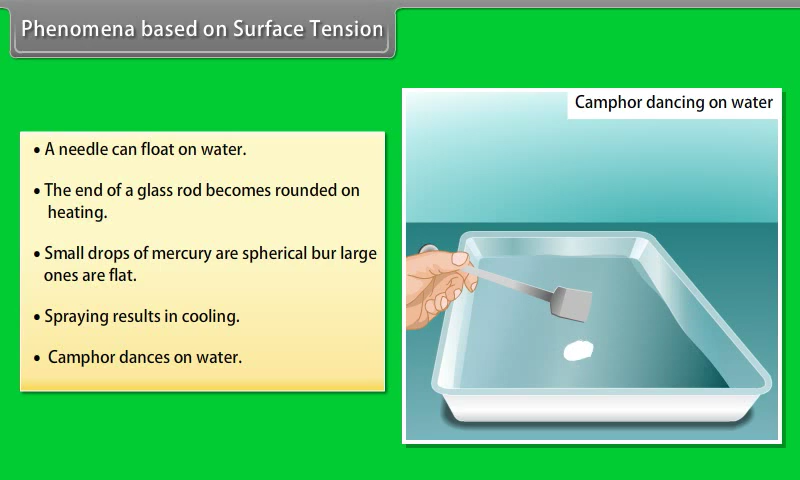 Phenomena based on Surface Tension
Camphor dancing on water
• A needle can float on water.
• The end of a glass rod becomes rounded on
heating.
• Small drops of mercury are spherical bur large
ones are flat.
• Spraying results in cooling.
• Camphor dances on water.